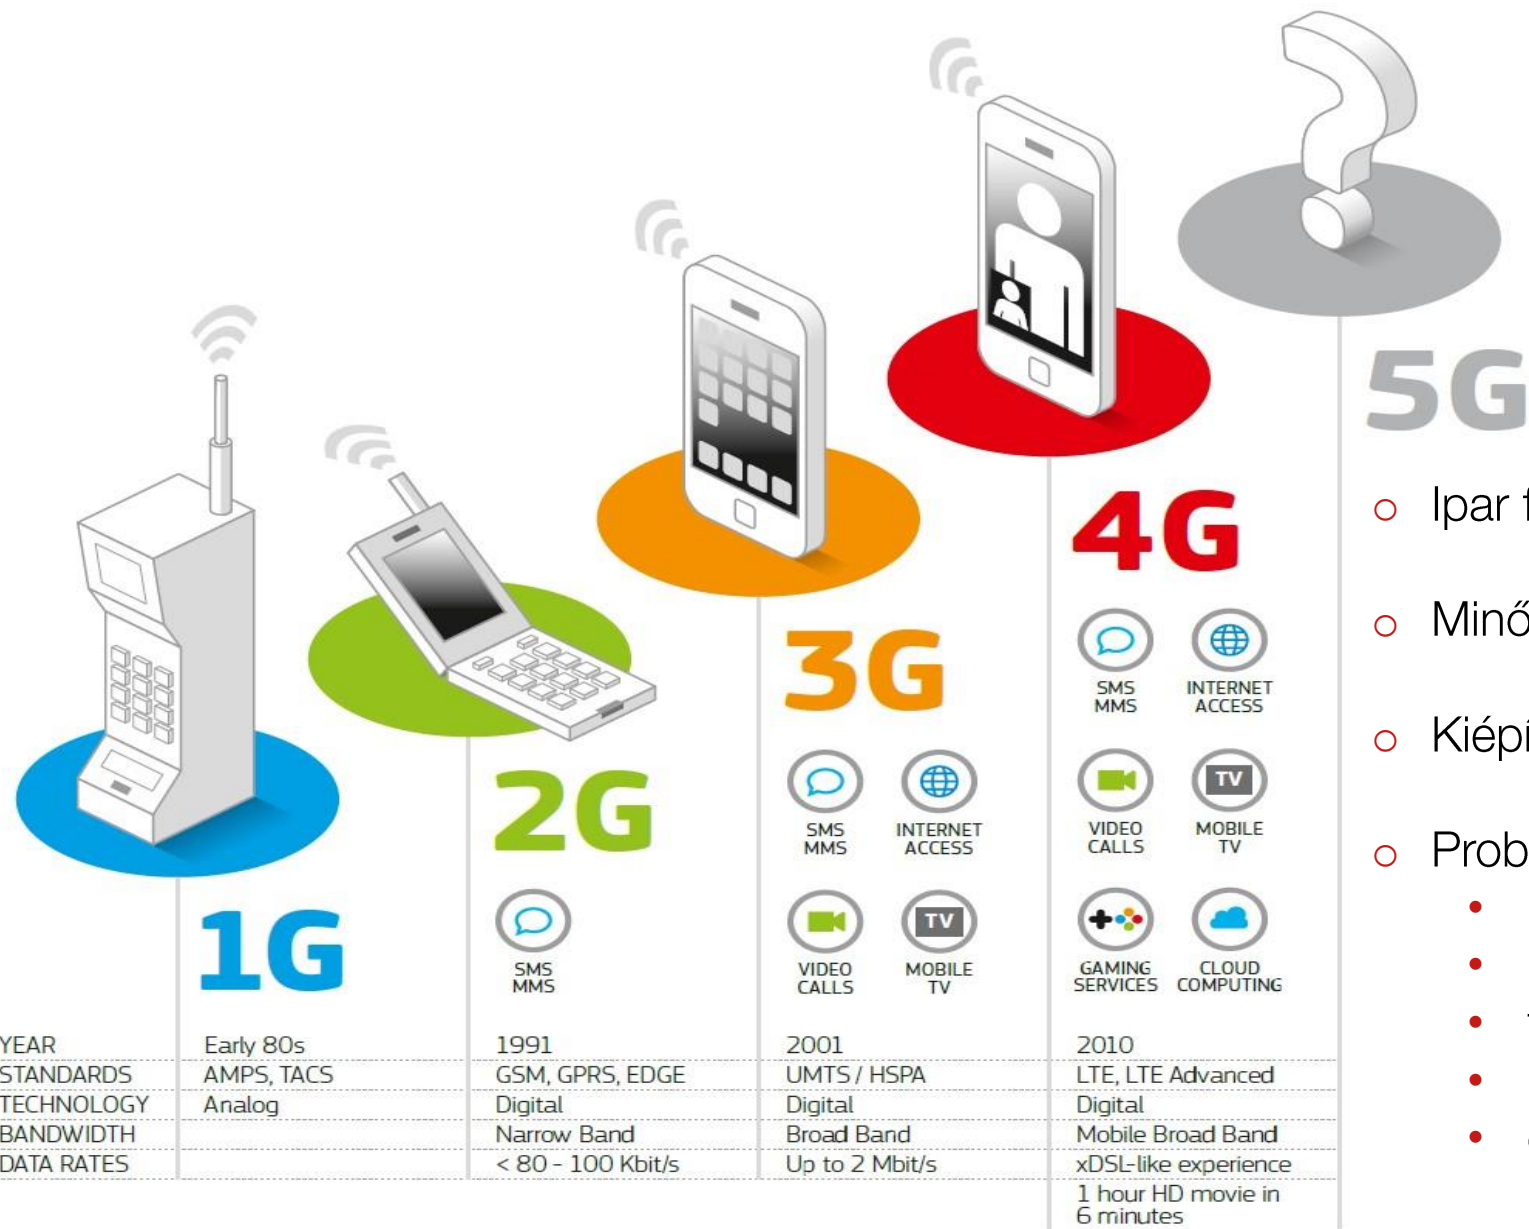 5G
Ipar
4G
SMS
MMS
INTERNET
ACCESS
VIDEO
CALLS
TV
MOBILE
TV
GAMING
SERVICES
CLOUD
COMPUTING
3G
SMS
MMS
INTERNET
ACCESS
VIDEO
CALLS
TV
MOBILE
TV
2G
SMS
MMS
1G
YEAR Early 80s 1991 2001 2010
STANDARDS AMPS, TACS GSM, GPRS, EDGE UMTS / HSPA LTE, LTE Advanced
TECHNOLOGY Analog Digital Digital Digital
BANDWIDTH Narrow Band Broad Band Mobile Broad Band
DATA RATES < 80 - 100 Kbit/s Up to 2 Mbit/s xDSL-like experience
1 hour HD movie in
6 minutes